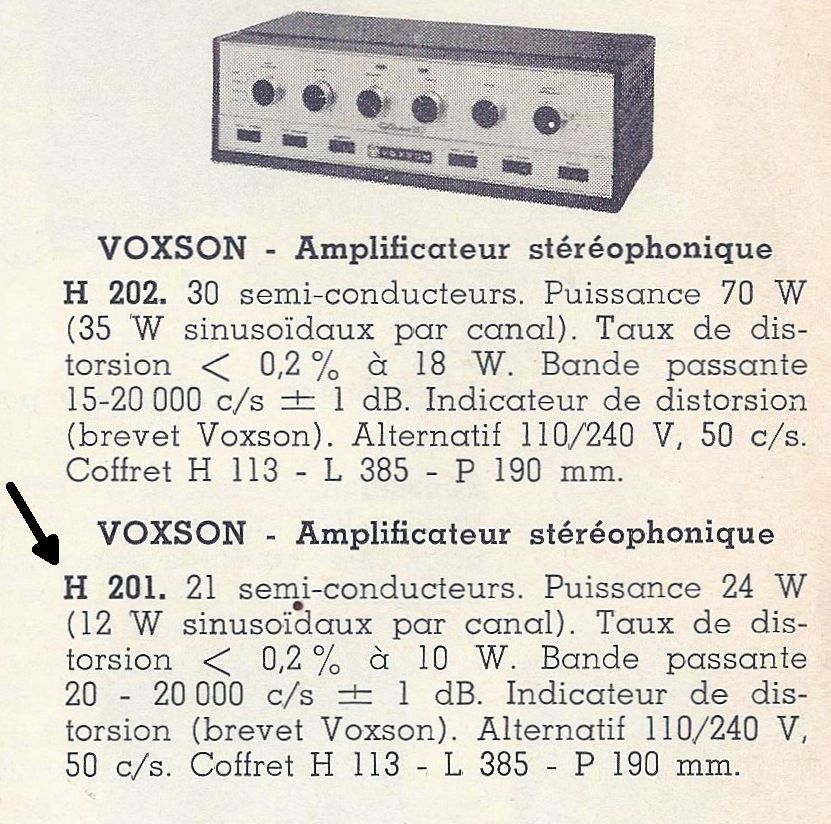 VOXSON
VOXSON - Amplificateur stéréophonique
H 202. 30 semi-conducteurs. Puissance 70 W
(35 W sinusoïdaux par canal). Taux de dis-
torsion < 0,2 % à 18 W. Bande passante
15-20 000 c/s ± 1 dB. Indicateur de distorsion
(brevet Voxson). Alternatif 110/240 V, 50 c/s.
Coffret H 113 - L 385 - P 190 mm.
VOXSON - Amplificateur stéréophonique
H 201. 21 semi-conducteurs. Puissance 24 W
(12 W sinusoïdaux par canal). Taux de dis-
torsion < 0,2 % à 10 W. Bande passante
20 - 20 000 c/s ± 1 dB. Indicateur de dis-
torsion (brevet Voxson). Alternatif 110/240 V,
50 c/s. Coffret H 113 - L 385 - P 190 mm.